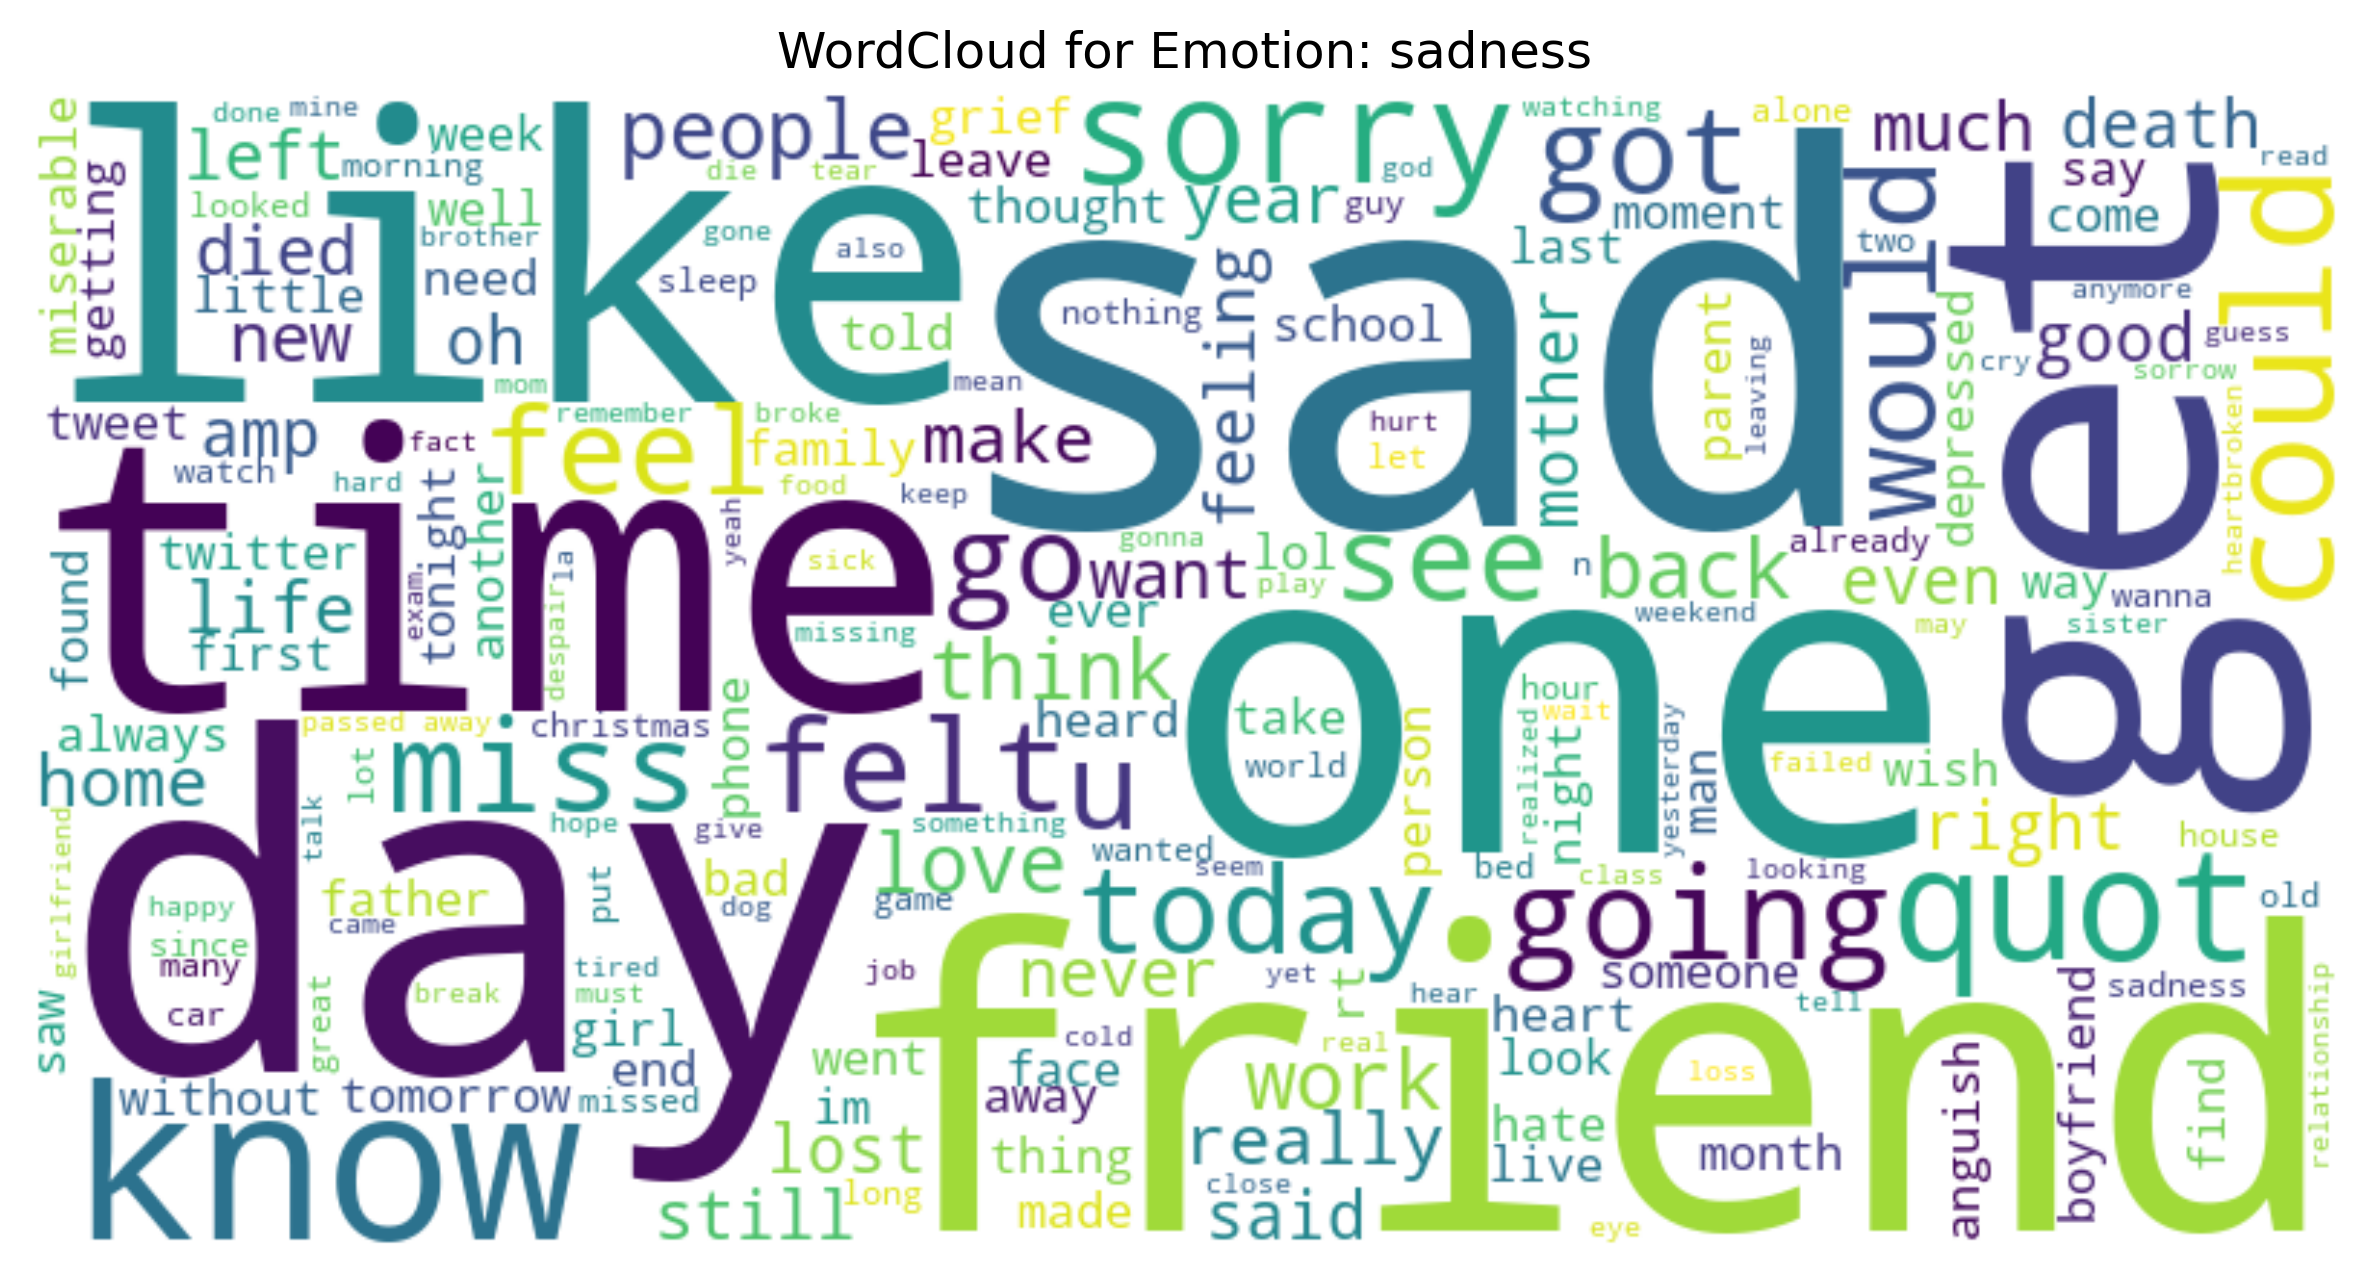 WordCloud for Emotion: sadness
miserable
getting
done
mine
left
week
morning
looked
well
died
brother
little
need
new
oh
mom
like
people
grief
leave
die
tear
gone
also
sleep
told
mean
sorry
god
thought
year
guy
watching
alone
got
moment
last
two
much
death
say
read
come
would
could
get
anymore
good
guess
cry
sorrow
heartbroken
depressed
sad
nothing
feeling
school
hurt
let
mother
parent
leaving
tweet
amp
fact
watch
hard
feel
remember
broke
family
make
food
keep
yeah
time
twitter
life
first
found
exam
tonight
another
despair
la
sick
missing
go
want
gonna
lol
play
see
n
back
already
even
way
wanna
ever
weekend
may
sister
think
one
take
world
heard
hour
wait
realized
night
yesterday
man
failed
wish
person
right
house
always
home
passed away
christmas
lot
miss
phone
felt
u
talk
hope
give
something
girlfriend
day
happy
since
many
car
father
came
put
bad
dog
love
game
wanted
seem
bed
class
looking
today
going
quot
old
saw
great
break
tired
must
girl
job
never
yet
rt
hear
someone
tell
sadness
boyfriend
relationship
friend
cold
real
heart
look
loss
find
anguish
went
face
work
end
away
im
without
tomorrow
missed
know
lost
thing
really
hate
live
month
still
long
made
close
said
eye